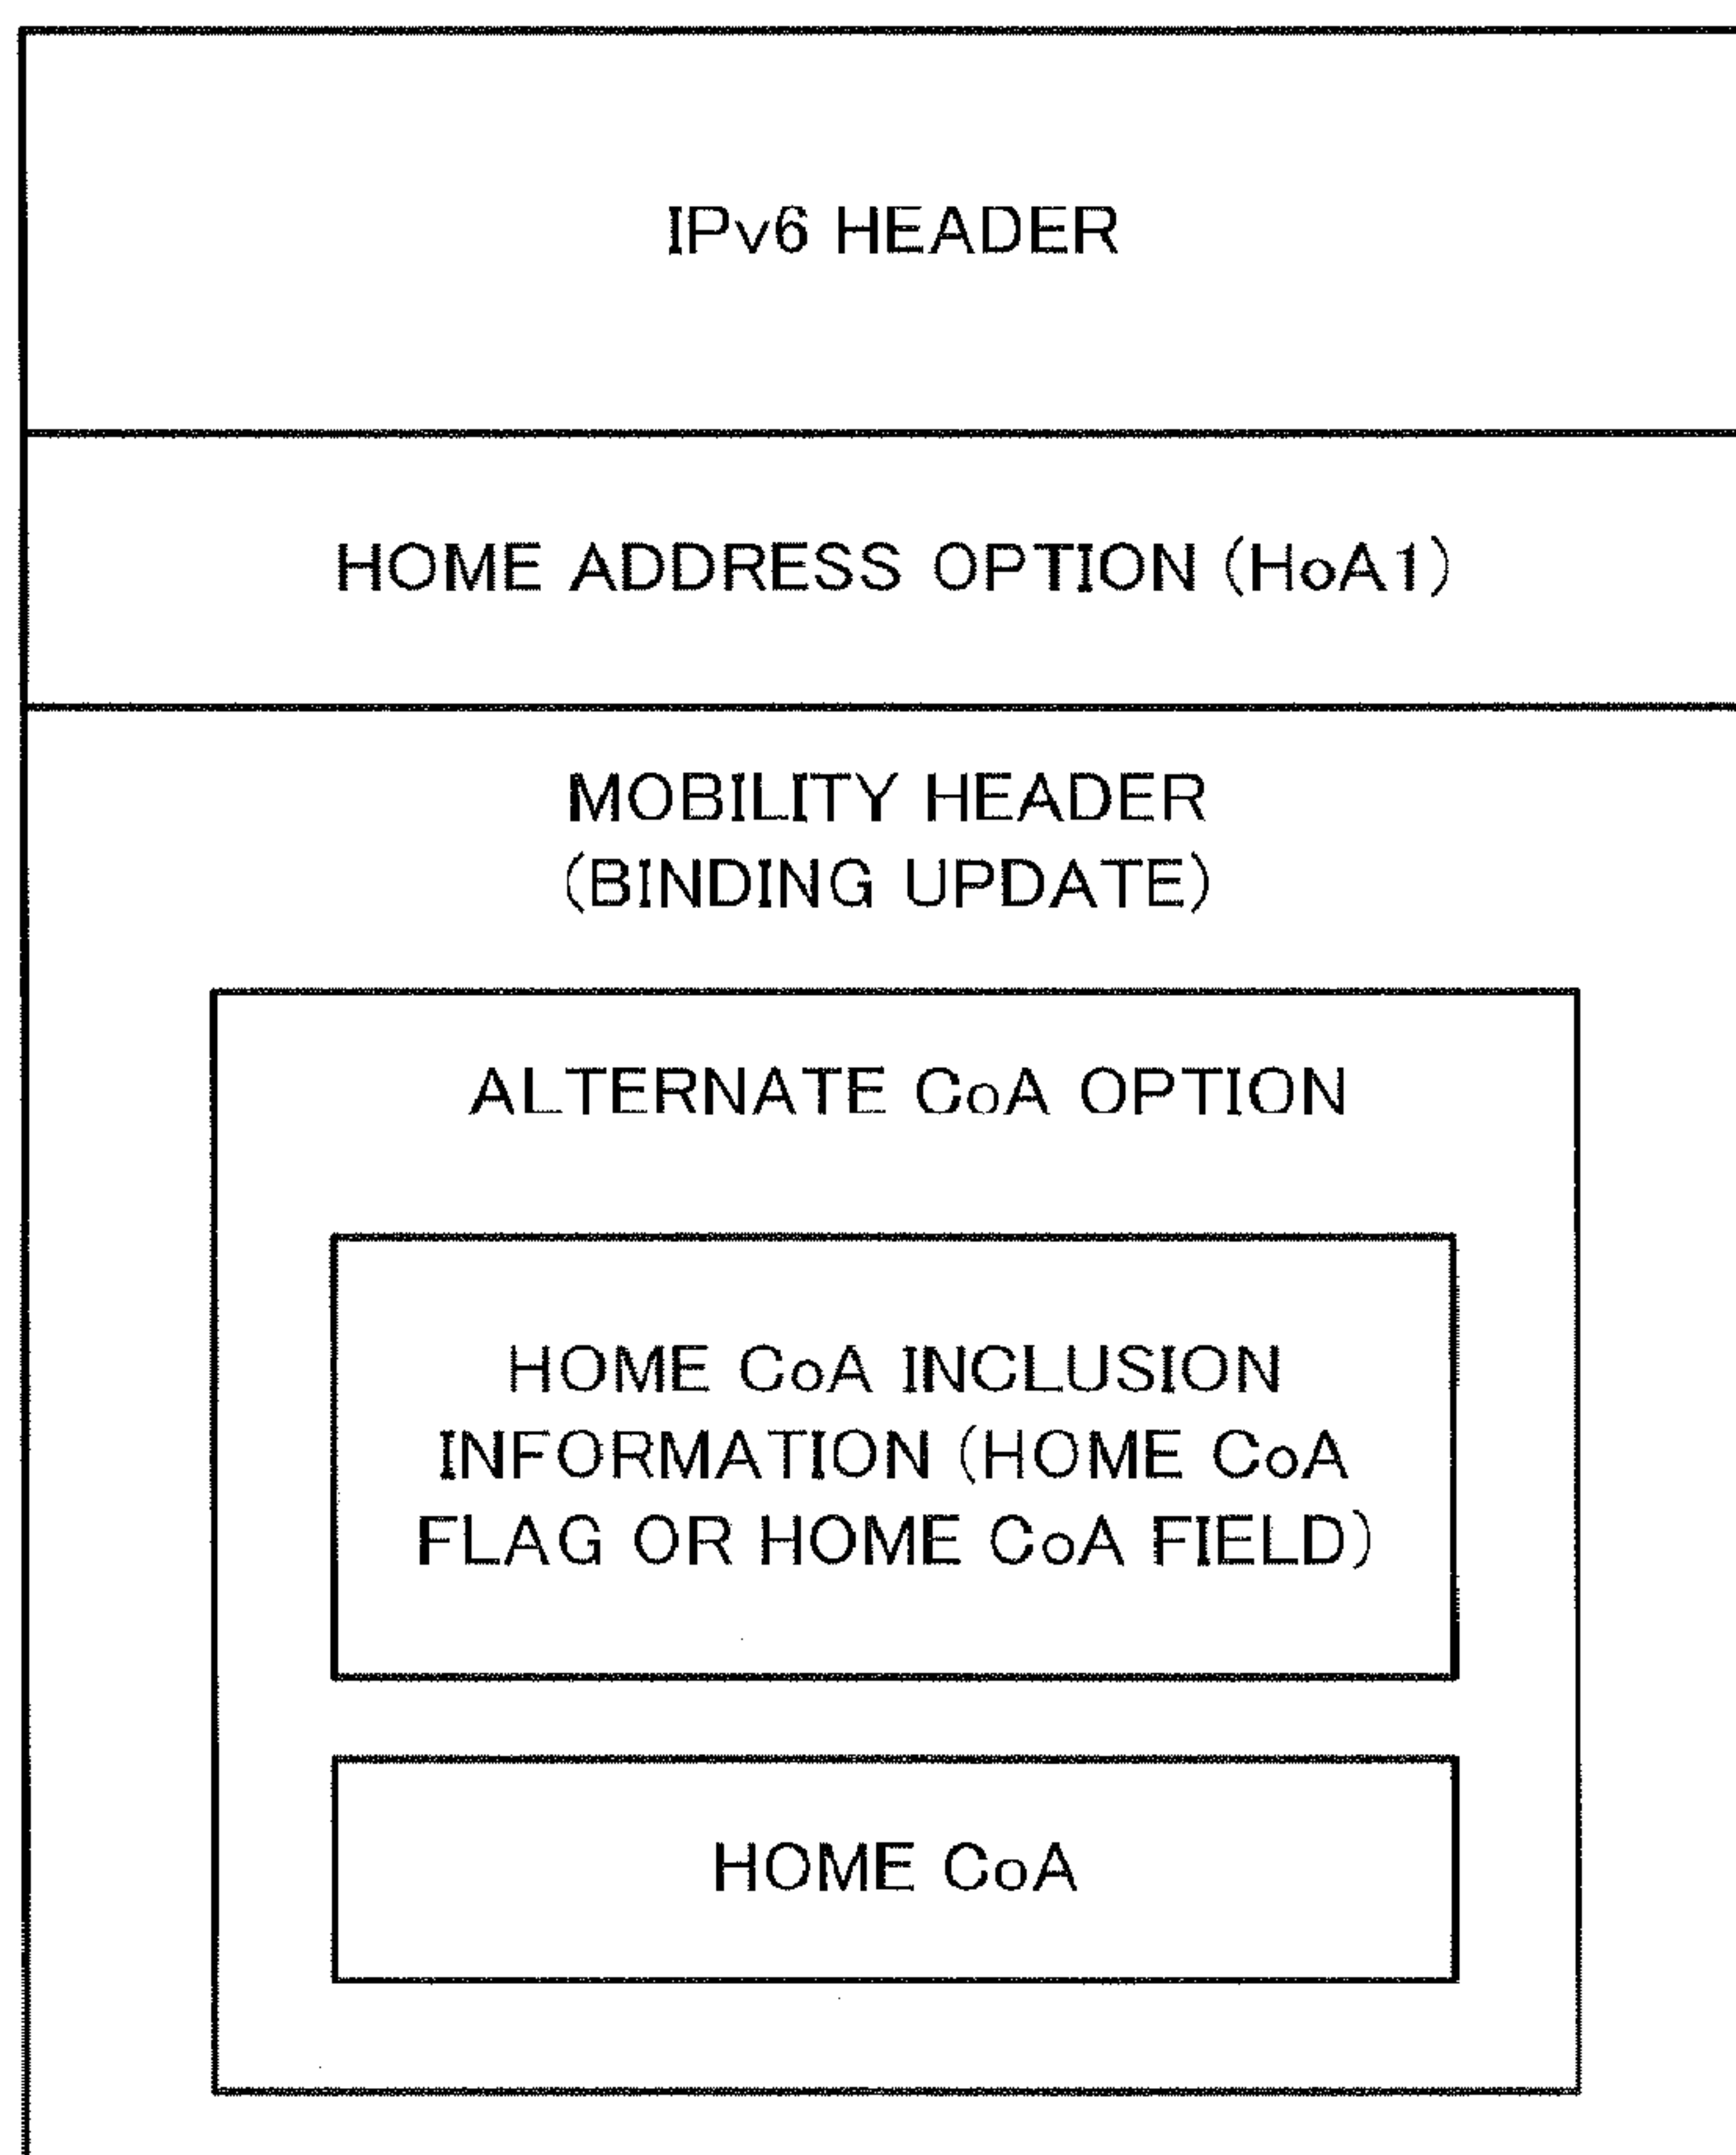 IPv6 HEADER
HOME ADDRESS OPTION (HoA1)
MOBILITY HEADER
(BINDING UPDATE)
ALTERNATE CoA OPTION
HOME CoA INCLUSION
INFORMATION (HOME CoA
FLAG OR HOME CoA FIELD)
HOME CoA